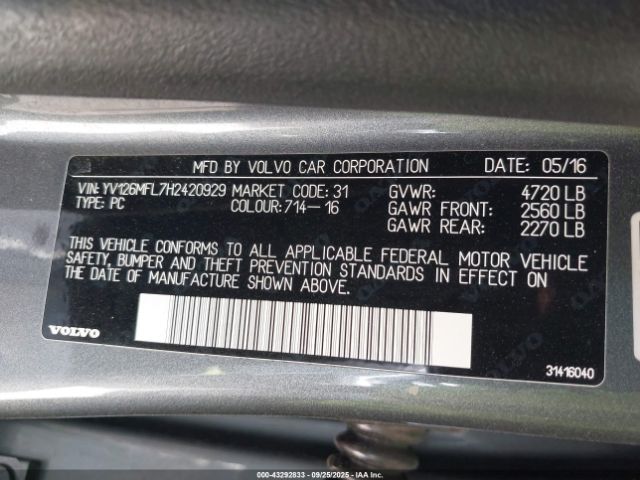 MFD BY VOLVO CAR CORPORATION DATE: 05/16
VIN: YV126MFL7H2420929 MARKET CODE: 31 GVWR: 4720 LB
TYPE: PC COLOUR: 714-16 GAWR FRONT: 2560 LB
GAWR REAR: 2270 LB
THIS VEHICLE CONFORMS TO ALL APPLICABLE FEDERAL MOTOR VEHICLE
SAFETY, BUMPER AND THEFT PREVENTION STANDARDS IN EFFECT ON
THE DATE OF MANUFACTURE SHOWN ABOVE.
VOLVO
31416040
000-43292833 - 09/25/2025 - IAA, Inc.